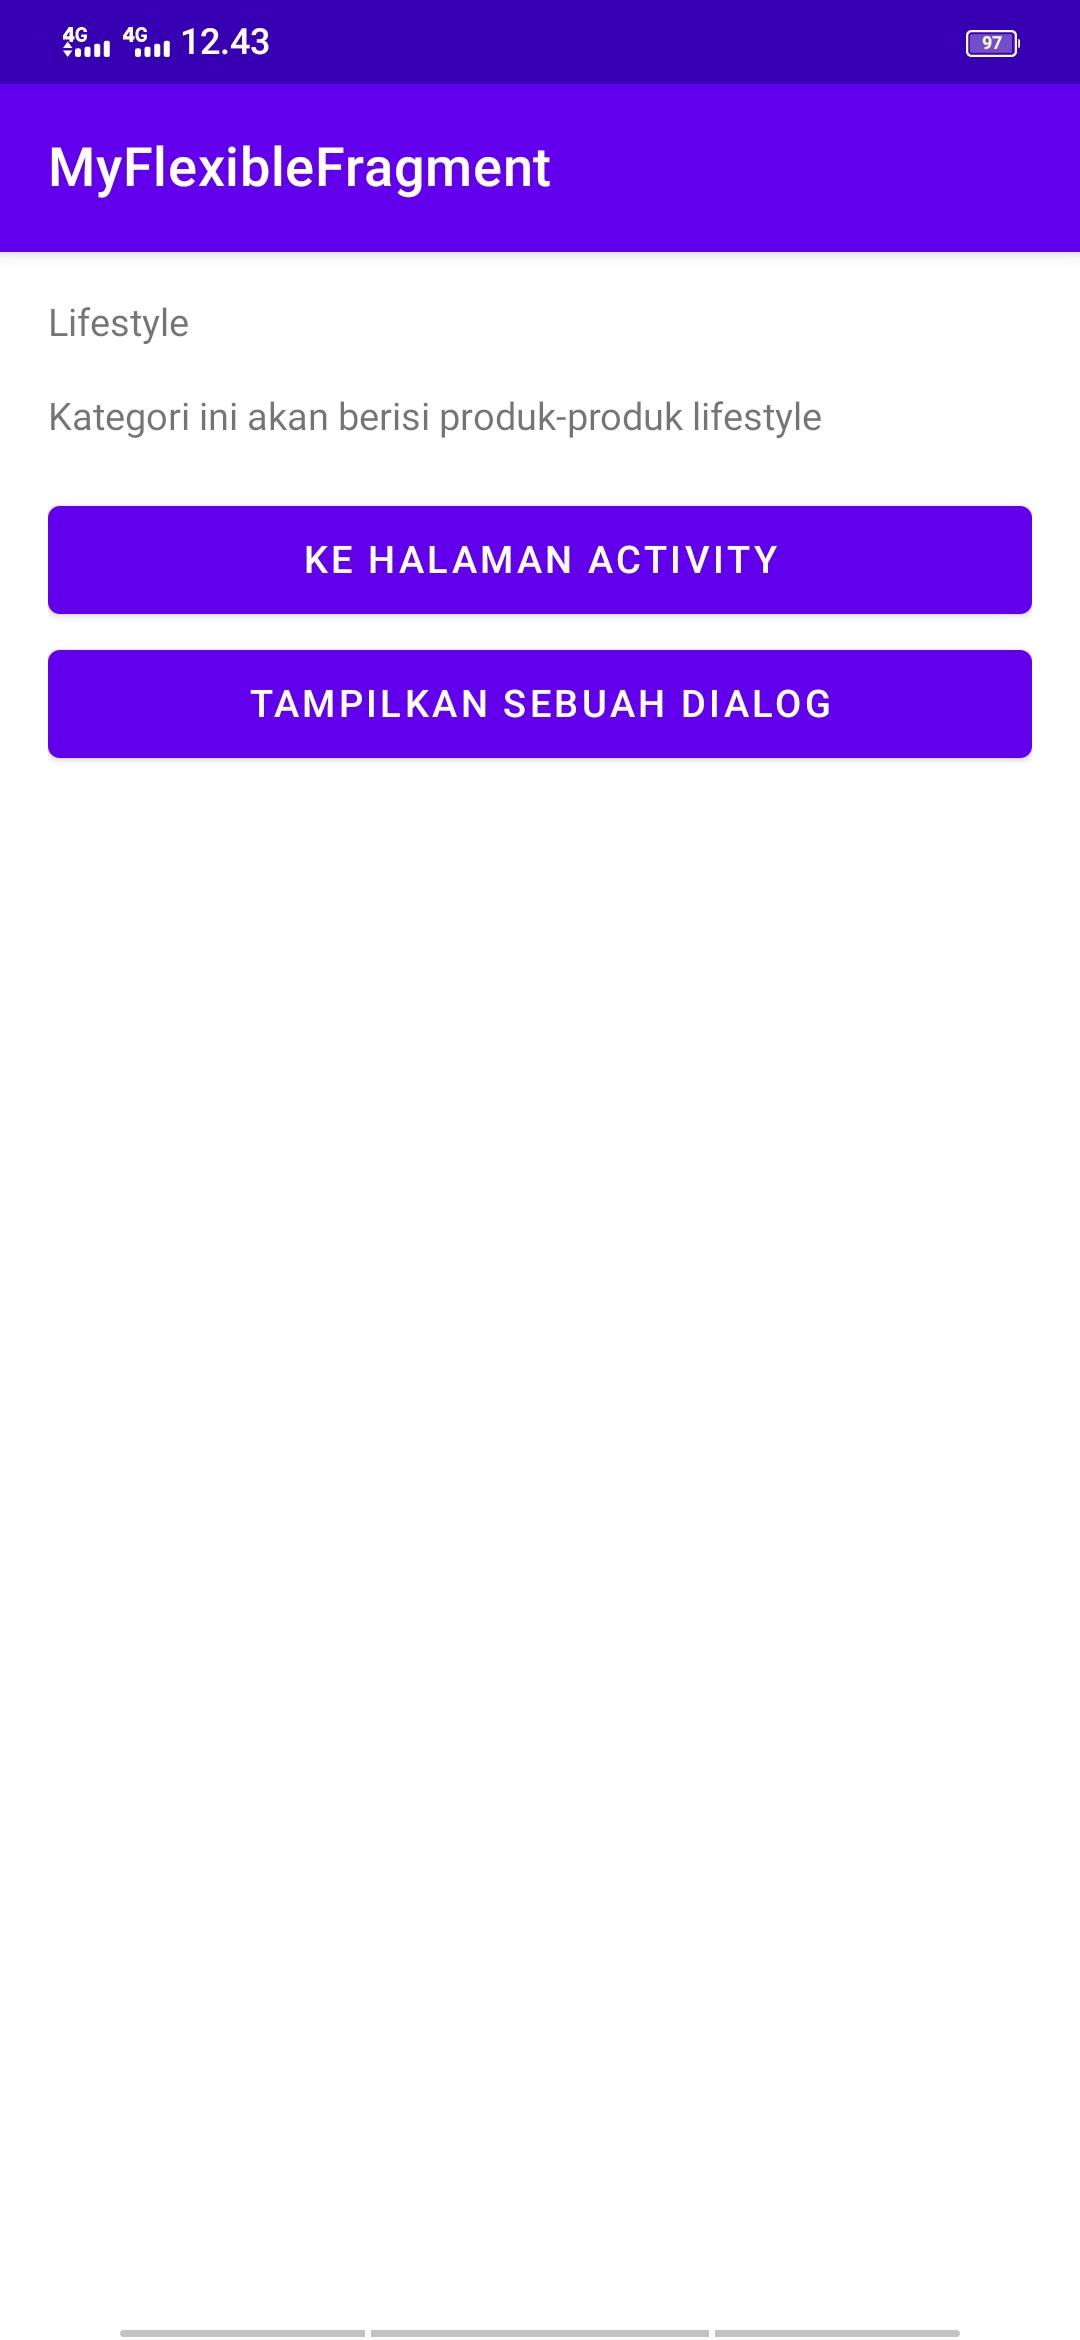 4G 4G 12.43 97
MyFlexibleFragment
Lifestyle
Kategori ini akan berisi produk-produk lifestyle
KE HALAMAN ACTIVITY
TAMPILKAN SEBUAH DIALOG